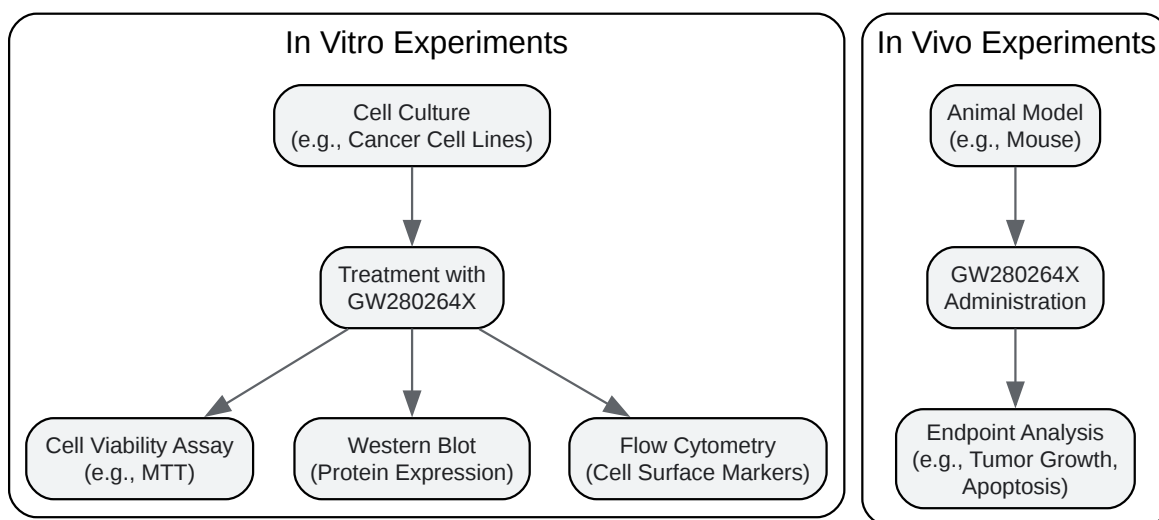 In Vitro Experiments
Cell Culture
(e.g., Cancer Cell Lines)
Treatment with
GW280264X
Cell Viability Assay
(e.g., MTT)
Western Blot
(Protein Expression)
Flow Cytometry
(Cell Surface Markers)
In Vivo Experiments
Animal Model
(e.g., Mouse)
GW280264X
Administration
Endpoint Analysis
(e.g., Tumor Growth,
Apoptosis)